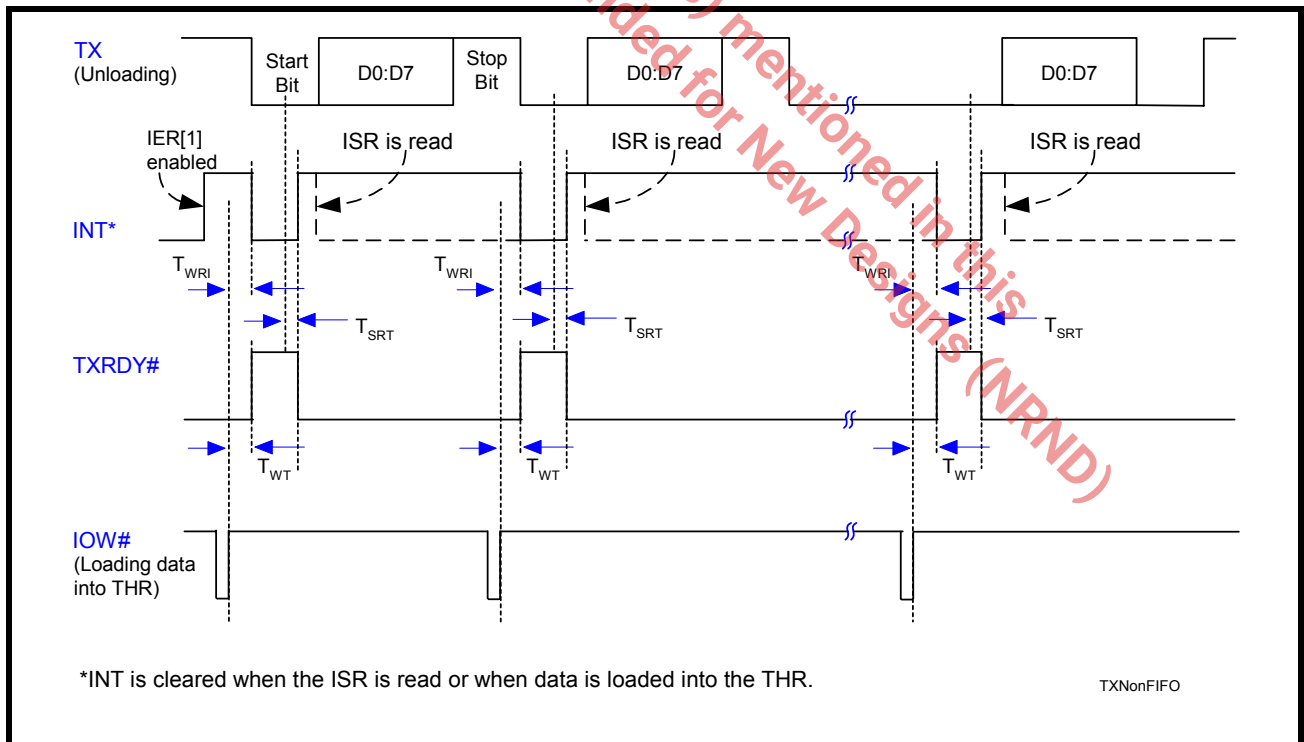 TX
(Unloading)
Start
Bit
D0:D7
Stop
Bit
D0:D7
D0:D7
IER[1]
enabled
ISR is read
ISR is read
ISR is read
INT*
TWRI
TWRI
TWRI
TSRT
TSRT
TSRT
TXRDY#
TWT
TWT
TWT
IOW#
(Loading data
into THR)
*INT is cleared when the ISR is read or when data is loaded into the THR.
TXNonFIFO
mentioned in this
for New Designs (NRND)